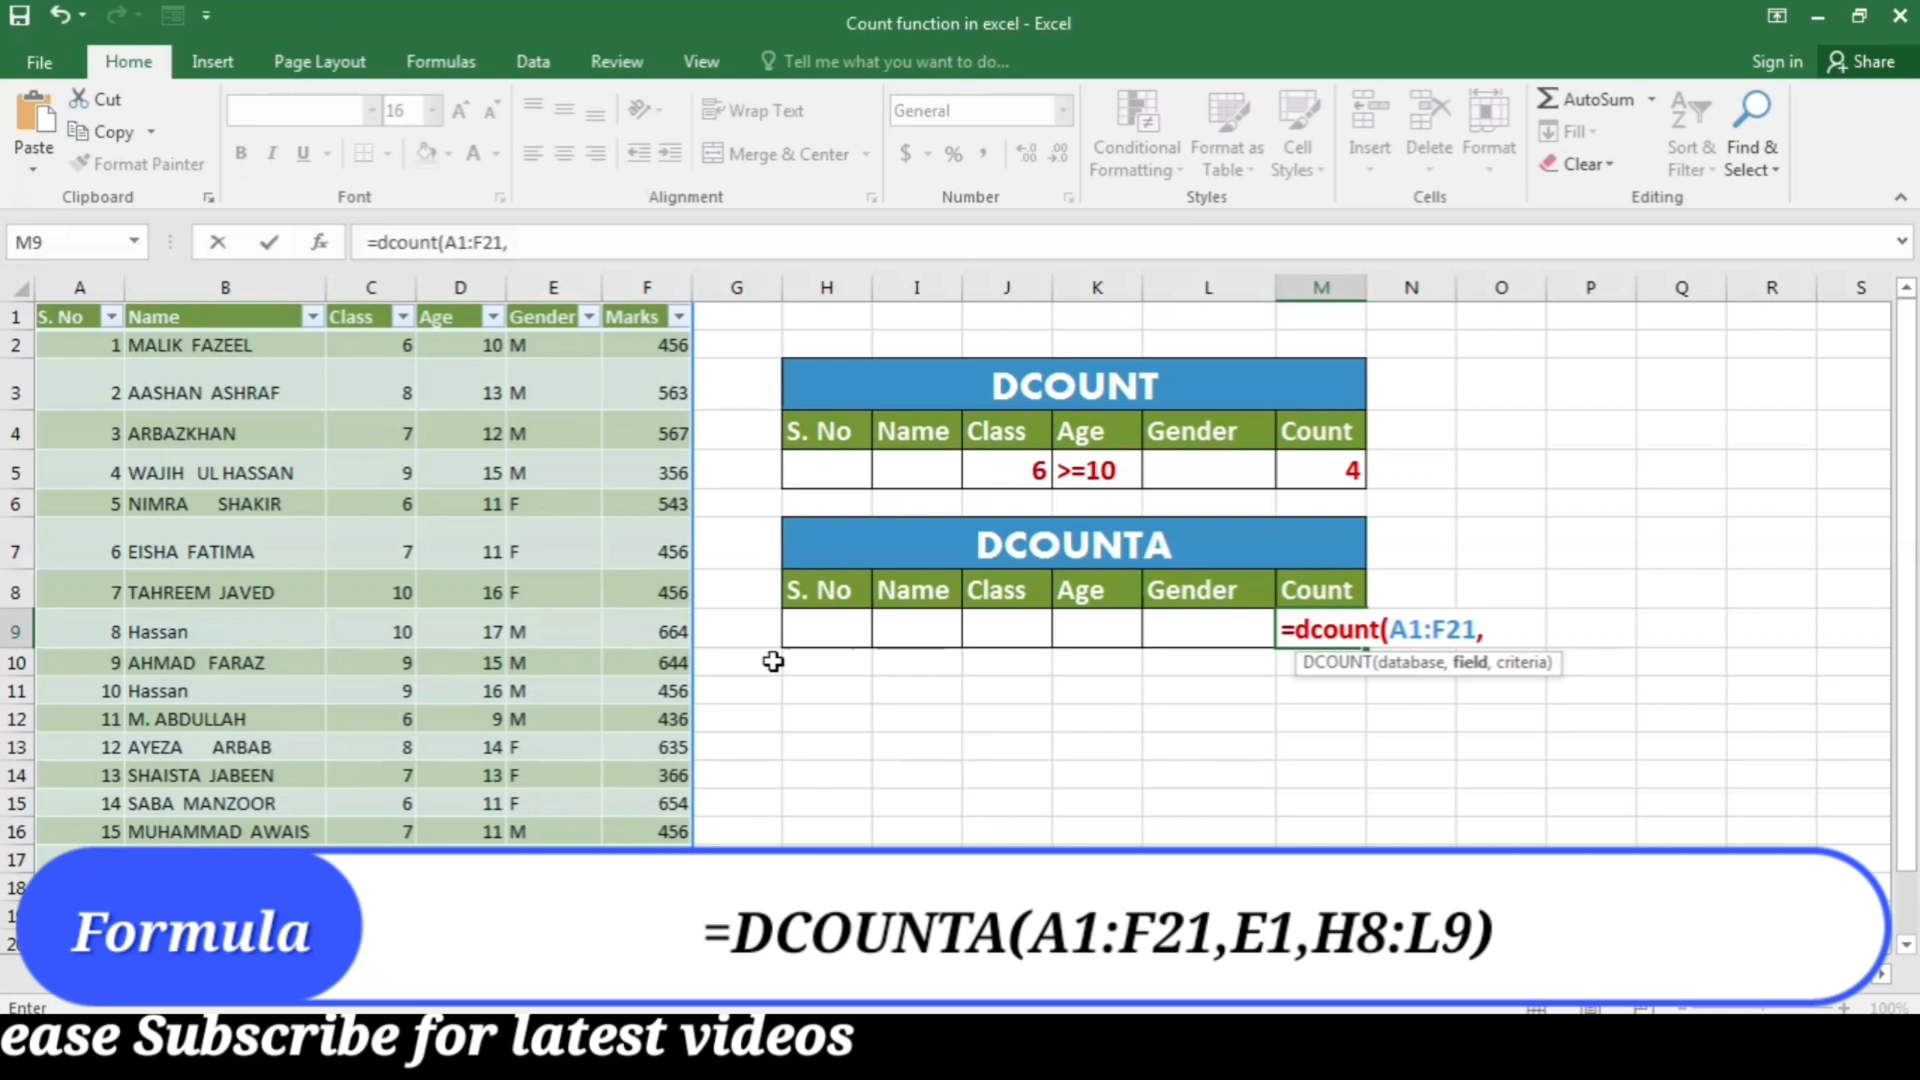 Count function in excel - Excel
File Home Insert Page Layout Formulas Data Review View Tell me what you want to do... Sign in Share
Paste Cut Copy Format Painter Clipboard
16 B I U A Font
Wrap Text Merge & Center Alignment
General $ % , Number
Conditional Formatting Format as Table Cell Styles Styles
Insert Delete Format Cells
AutoSum Fill Clear Sort & Filter Find & Select Editing
M9 fx =dcount(A1:F21,
A B C D E F G H I J K L M N O P Q R S
1 S. No Name Class Age Gender Marks
2 1 MALIK FAZEEL 6 10 M 456
3 2 AASHAN ASHRAF 8 13 M 563 DCOUNT
4 3 ARBAZKHAN 7 12 M 567 S. No Name Class Age Gender Count
5 4 WAJIH UL HASSAN 9 15 M 356 6 >=10 4
6 5 NIMRA SHAKIR 6 11 F 543
7 6 EISHA FATIMA 7 11 F 456 DCOUNTA
8 7 TAHREEM JAVED 10 16 F 456 S. No Name Class Age Gender Count
9 8 Hassan 10 17 M 664 =dcount(A1:F21,
10 9 AHMAD FARAZ 9 15 M 644 DCOUNT(database, field, criteria)
11 10 Hassan 9 16 M 456
12 11 M. ABDULLAH 6 9 M 436
13 12 AYEZA ARBAB 8 14 F 635
14 13 SHAISTA JABEEN 7 13 F 366
15 14 SABA MANZOOR 6 11 F 654
16 15 MUHAMMAD AWAIS 7 11 M 456
17
18
Formula =DCOUNTA(A1:F21,E1,H8:L9)
Enter 100%
ease Subscribe for latest videos